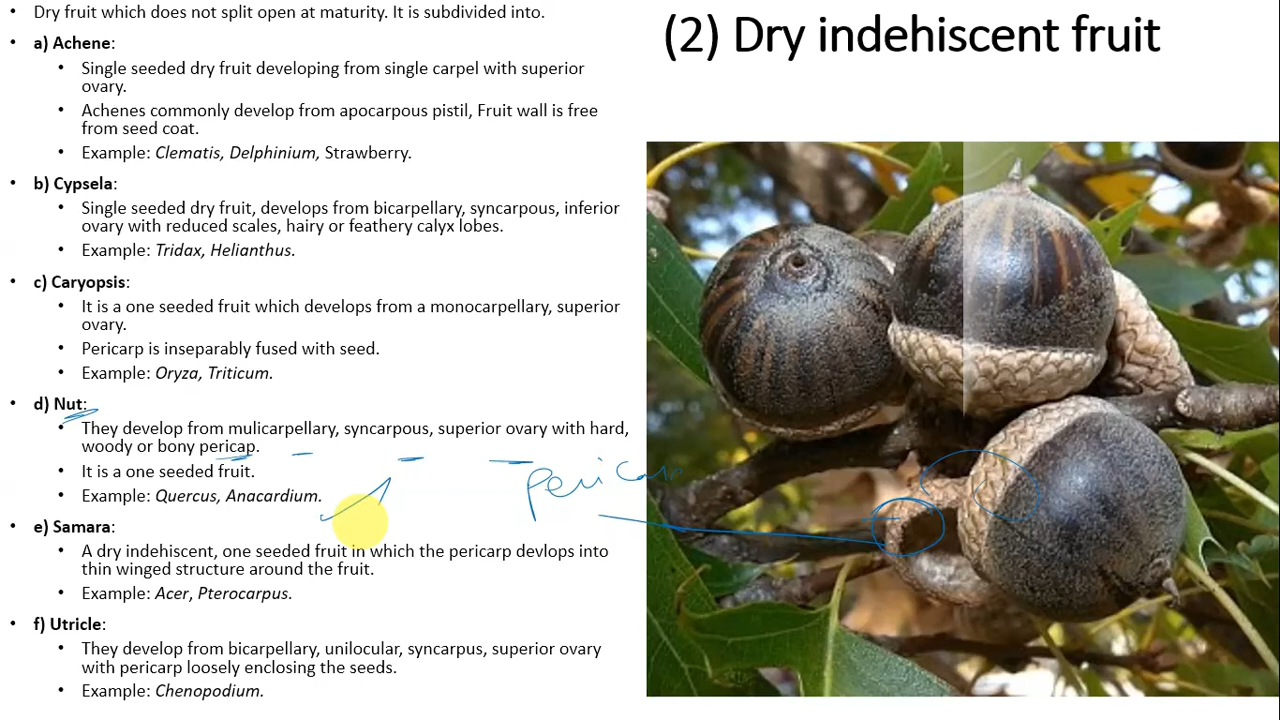 (2) Dry indehiscent fruit
Dry fruit which does not split open at maturity. It is subdivided into.
a) Achene:
Single seeded dry fruit developing from single carpel with superior
ovary.
Achenes commonly develop from apocarpous pistil, Fruit wall is free
from seed coat.
Example: Clematis, Delphinium, Strawberry.
b) Cypsela:
Single seeded dry fruit, develops from bicarpellary, syncarpous, inferior
ovary with reduced scales, hairy or feathery calyx lobes.
Example: Tridax, Helianthus.
c) Caryopsis:
It is a one seeded fruit which develops from a monocarpellary, superior
ovary.
Pericarp is inseparably fused with seed.
Example: Oryza, Triticum.
d) Nut:
They develop from mulicarpellary, syncarpous, superior ovary with hard,
woody or bony pericap.
It is a one seeded fruit.
Example: Quercus, Anacardium.
e) Samara:
A dry indehiscent, one seeded fruit in which the pericarp devlops into
thin winged structure around the fruit.
Example: Acer, Pterocarpus.
f) Utricle:
They develop from bicarpellary, unilocular, syncarpus, superior ovary
with pericarp loosely enclosing the seeds.
Example: Chenopodium.
pericarp